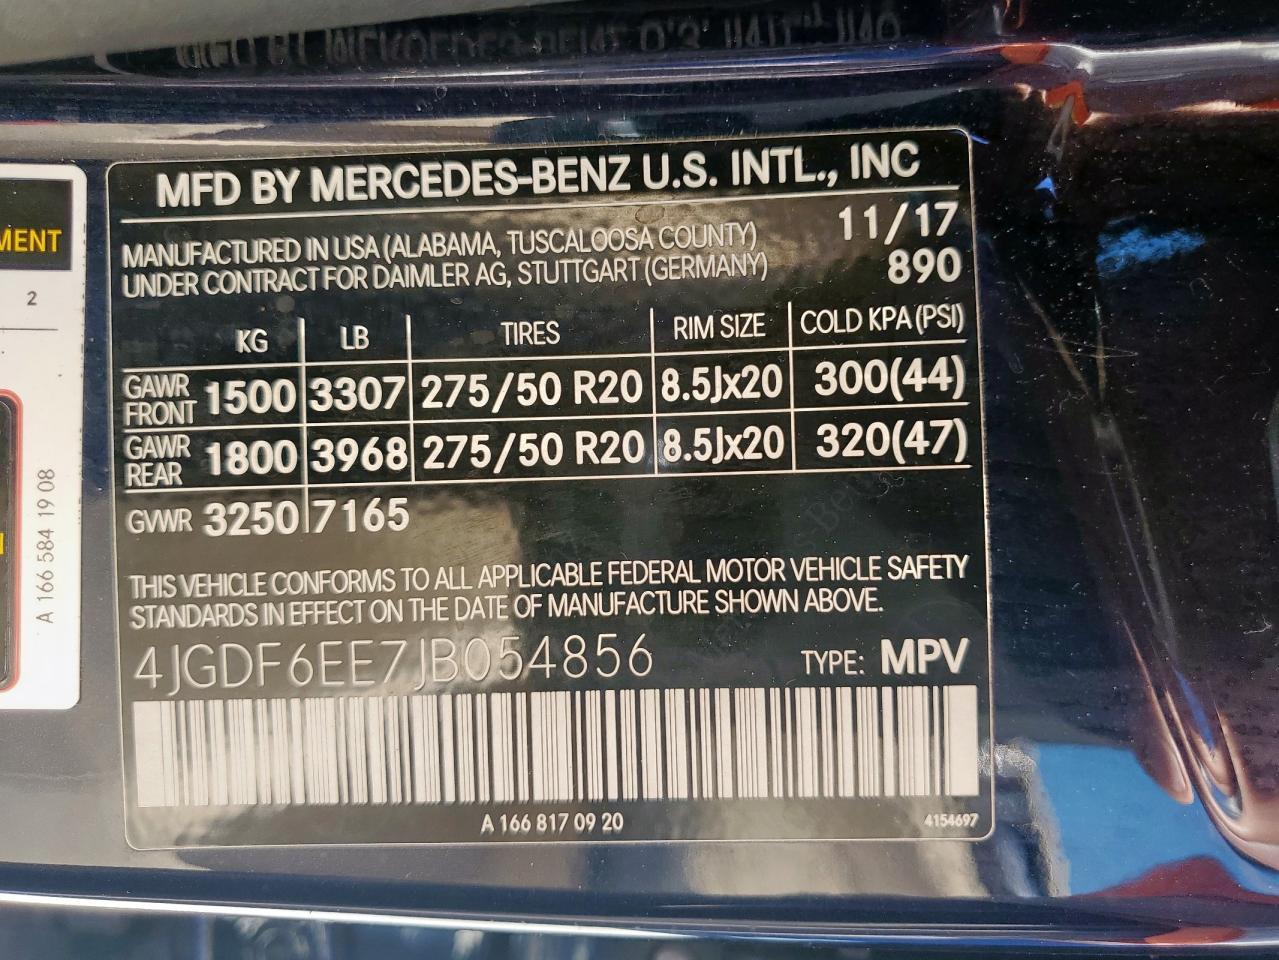 MFD BY MERCEDES-BENZ U.S. INTL., INC
MANUFACTURED IN USA (ALABAMA, TUSCALOOSA COUNTY) 11/17
UNDER CONTRACT FOR DAIMLER AG, STUTTGART (GERMANY) 890
KG LB TIRES RIM SIZE COLD KPA (PSI)
GAWR FRONT 1500 3307 275/50 R20 8.5Jx20 300(44)
GAWR REAR 1800 3968 275/50 R20 8.5Jx20 320(47)
GVWR 3250 7165
THIS VEHICLE CONFORMS TO ALL APPLICABLE FEDERAL MOTOR VEHICLE SAFETY
STANDARDS IN EFFECT ON THE DATE OF MANUFACTURE SHOWN ABOVE.
4JGDF6EE7JB054856 TYPE: MPV
A 166 817 09 20 4154697
MENT
2
A 166 584 19 08